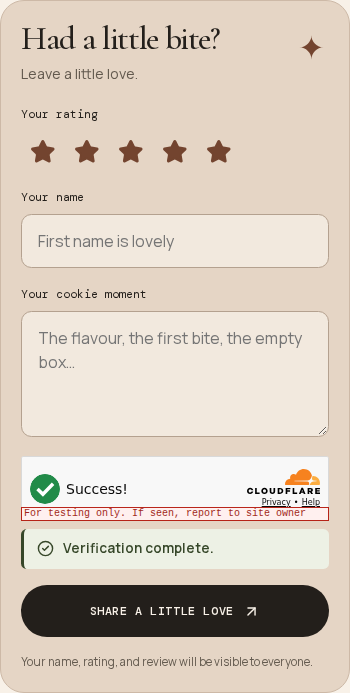 Had a little bite?
Leave a little love.
Your rating
Your name
First name is lovely
Your cookie moment
The flavour, the first bite, the empty
box...
Success!
CLOUDFLARE
Privacy • Help
For testing only. If seen, report to site owner
Verification complete.
SHARE A LITTLE LOVE
Your name, rating, and review will be visible to everyone.